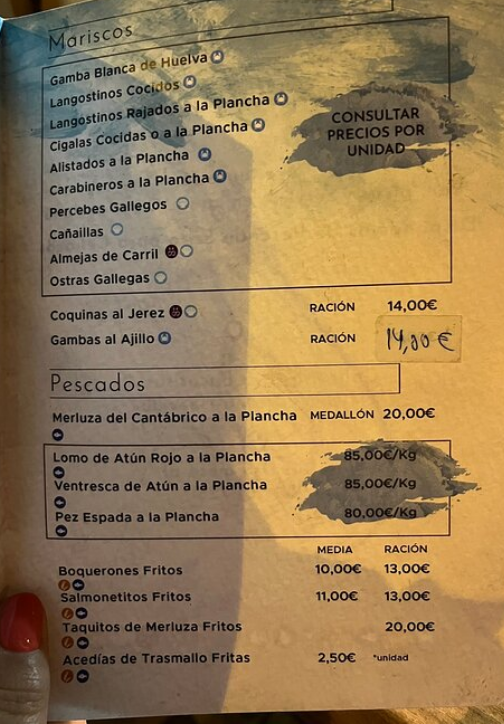 Mariscos
Gamba Blanca de Huelva
Langostinos Cocidos
Langostinos Rajados a la Plancha
Cigalas Cocidas o a la Plancha
Alistados a la Plancha
Carabineros a la Plancha
Percebes Gallegos
Cañaillas
Almejas de Carril
Ostras Gallegas
CONSULTAR
PRECIOS POR
UNIDAD
Coquinas al Jerez RACIÓN 14,00€
Gambas al Ajillo RACIÓN 14,00 €
Pescados
Merluza del Cantábrico a la Plancha MEDALLÓN 20,00€
Lomo de Atún Rojo a la Plancha 85,00€/Kg
Ventresca de Atún a la Plancha 85,00€/Kg
Pez Espada a la Plancha 80,00€/Kg
MEDIA RACIÓN
Boquerones Fritos 10,00€ 13,00€
Salmonetitos Fritos 11,00€ 13,00€
Taquitos de Merluza Fritos 20,00€
Acedías de Trasmallo Fritas 2,50€ *unidad